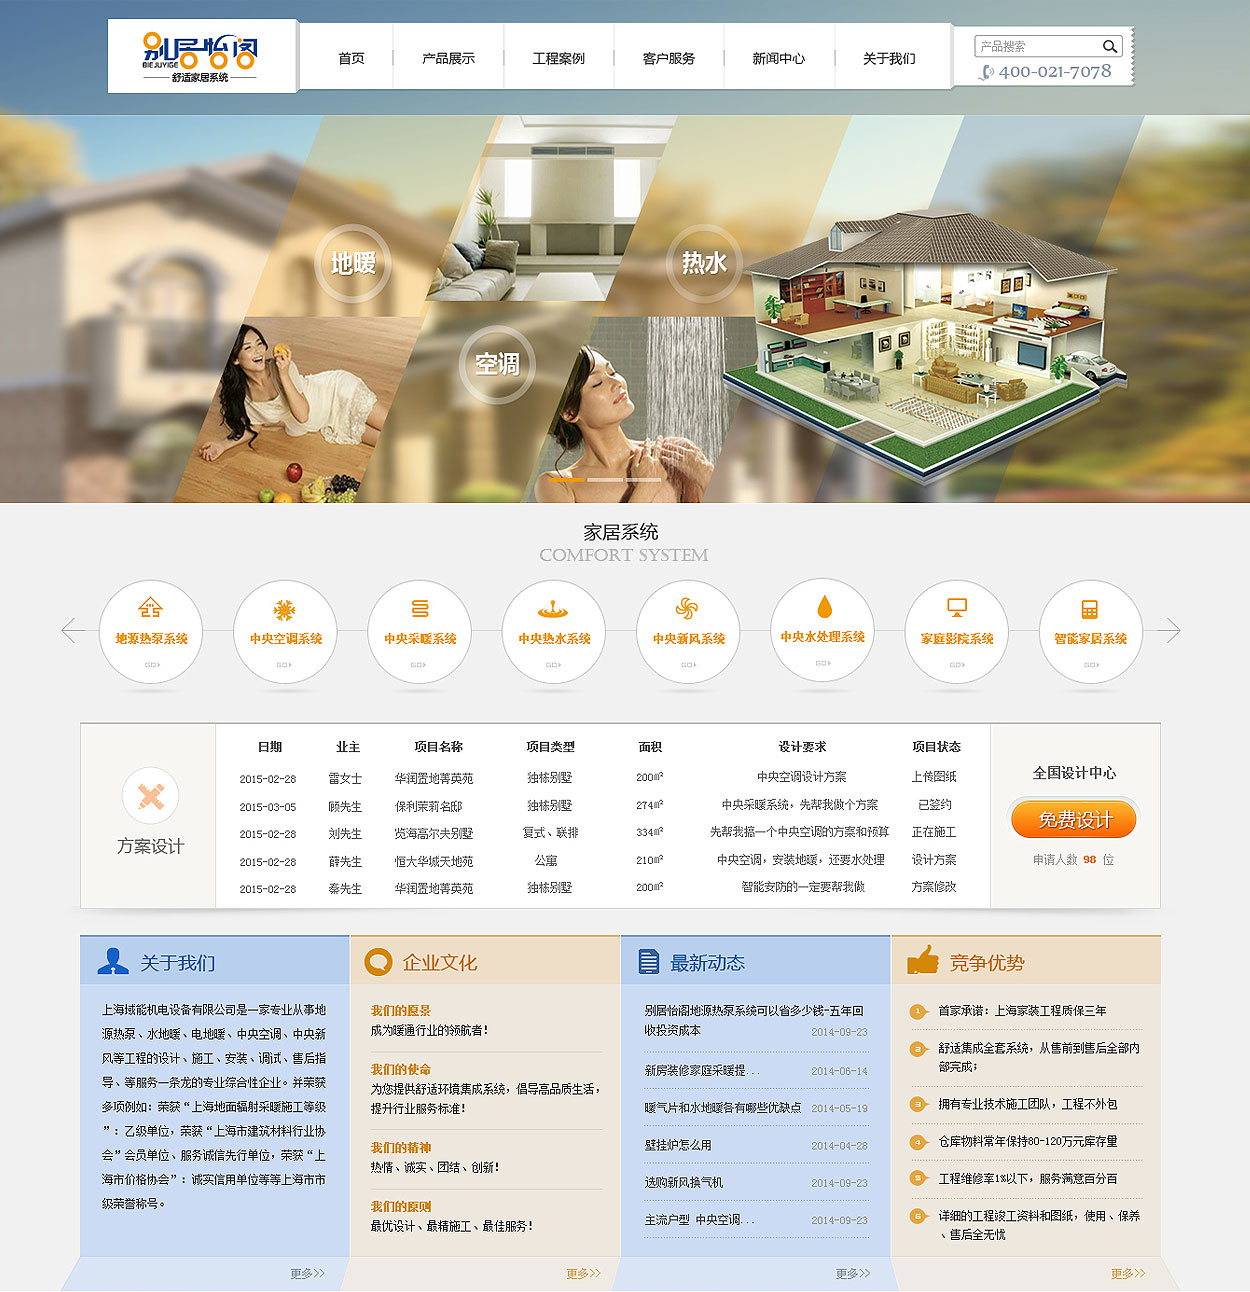 别居怡阁
BIEJUYIGE
舒适家居系统
首页
产品展示
工程案例
客户服务
新闻中心
关于我们
产品搜索
400-021-7078
地暖
热水
空调
家居系统
COMFORT SYSTEM
地源热泵系统
中央空调系统
中央采暖系统
中央热水系统
中央新风系统
中央水处理系统
家庭影院系统
智能家居系统
GO
GO
GO
GO
GO
GO
GO
GO
方案设计
日期 业主 项目名称 项目类型 面积 设计要求 项目状态
2015-02-28 雷女士 华润置地菁英苑 独栋别墅 200㎡ 中央空调设计方案 上传图纸
2015-03-05 顾先生 保利茉莉名邸 独栋别墅 274㎡ 中央采暖系统，先帮我做个方案 已签约
2015-02-28 刘先生 览海高尔夫别墅 复式、联排 334㎡ 先帮我搞一个中央空调的方案和预算 正在施工
2015-02-28 薛先生 恒大华城天地苑 公寓 210㎡ 中央空调，安装地暖，还要水处理 设计方案
2015-02-28 秦先生 华润置地菁英苑 独栋别墅 200㎡ 智能安防的一定要帮我做 方案修改
全国设计中心
免费设计
申请人数 98 位
关于我们
上海域能机电设备有限公司是一家专业从事地
源热泵、水地暖、电地暖、中央空调、中央新
风等工程的设计、施工、安装、调试、售后指
导、等服务一条龙的专业综合性企业。并荣获
多项例如：荣获“上海地面辐射采暖施工等级
”：乙级单位，荣获“上海市建筑材料行业协
会”会员单位、服务诚信先行单位，荣获“上
海市价格协会”：诚实信用单位等等上海市市
级荣誉称号。
更多>>
企业文化
我们的愿景
成为暖通行业的领航者！
我们的使命
为您提供舒适环境集成系统，倡导高品质生活，
提升行业服务标准！
我们的精神
热情、诚实、团结、创新！
我们的原则
最优设计、最精施工、最佳服务！
更多>>
最新动态
别居怡阁地源热泵系统可以省多少钱-五年回
收投资成本 2014-09-23
新房装修家庭采暖提... 2014-06-14
暖气片和水地暖各有哪些优缺点 2014-05-19
壁挂炉怎么用 2014-04-28
选购新风换气机 2014-09-23
主流户型 中央空调... 2014-09-23
更多>>
竞争优势
1 首家承诺：上海家装工程质保三年
2 舒适集成全套系统，从售前到售后全部内
部完成；
3 拥有专业技术施工团队，工程不外包
4 仓库物料常年保持80-120万元库存量
5 工程维修率1%以下，服务满意百分百
6 详细的工程竣工资料和图纸，使用、保养
、售后全无忧
更多>>